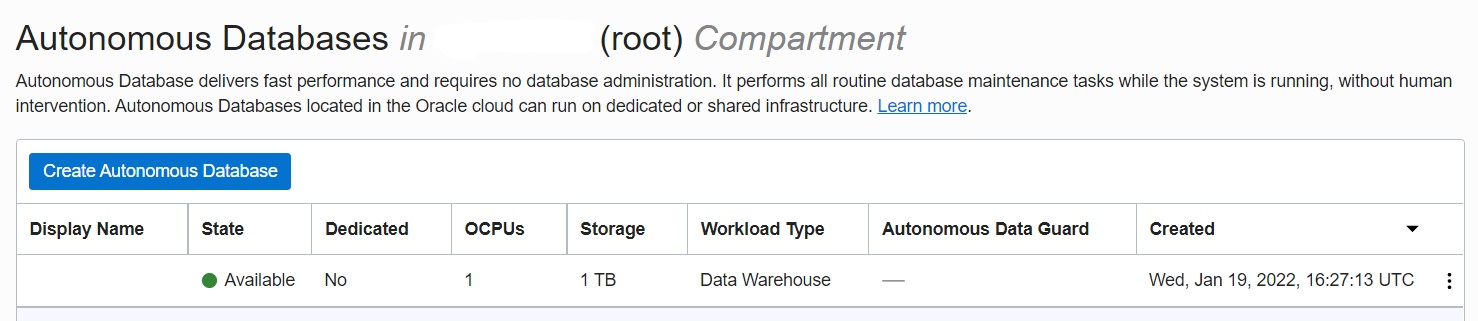 Autonomous Databases in (root) Compartment
Autonomous Database delivers fast performance and requires no database administration. It performs all routine database maintenance tasks while the system is running, without human
intervention. Autonomous Databases located in the Oracle cloud can run on dedicated or shared infrastructure. Learn more.
Create Autonomous Database
Display Name State Dedicated OCPUs Storage Workload Type Autonomous Data Guard Created
Available No 1 1 TB Data Warehouse — Wed, Jan 19, 2022, 16:27:13 UTC